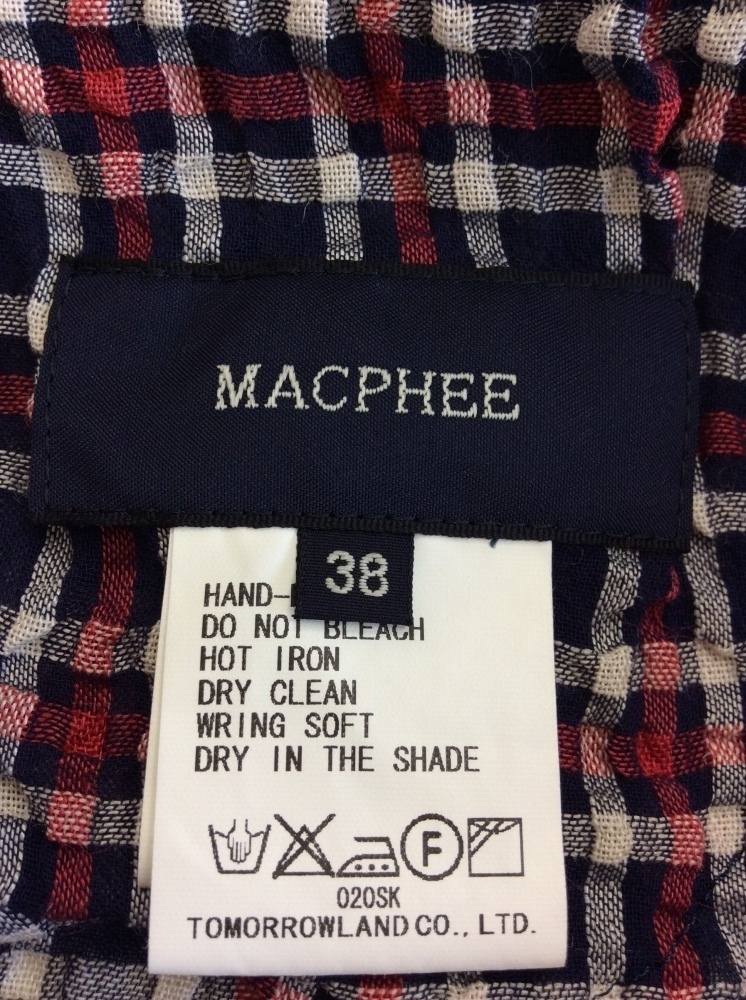 MACPHEE
38
HAND-
DO NOT BLEACH
HOT IRON
DRY CLEAN
WRING SOFT
DRY IN THE SHADE
F
020SK
TOMORROWLAND CO., LTD.